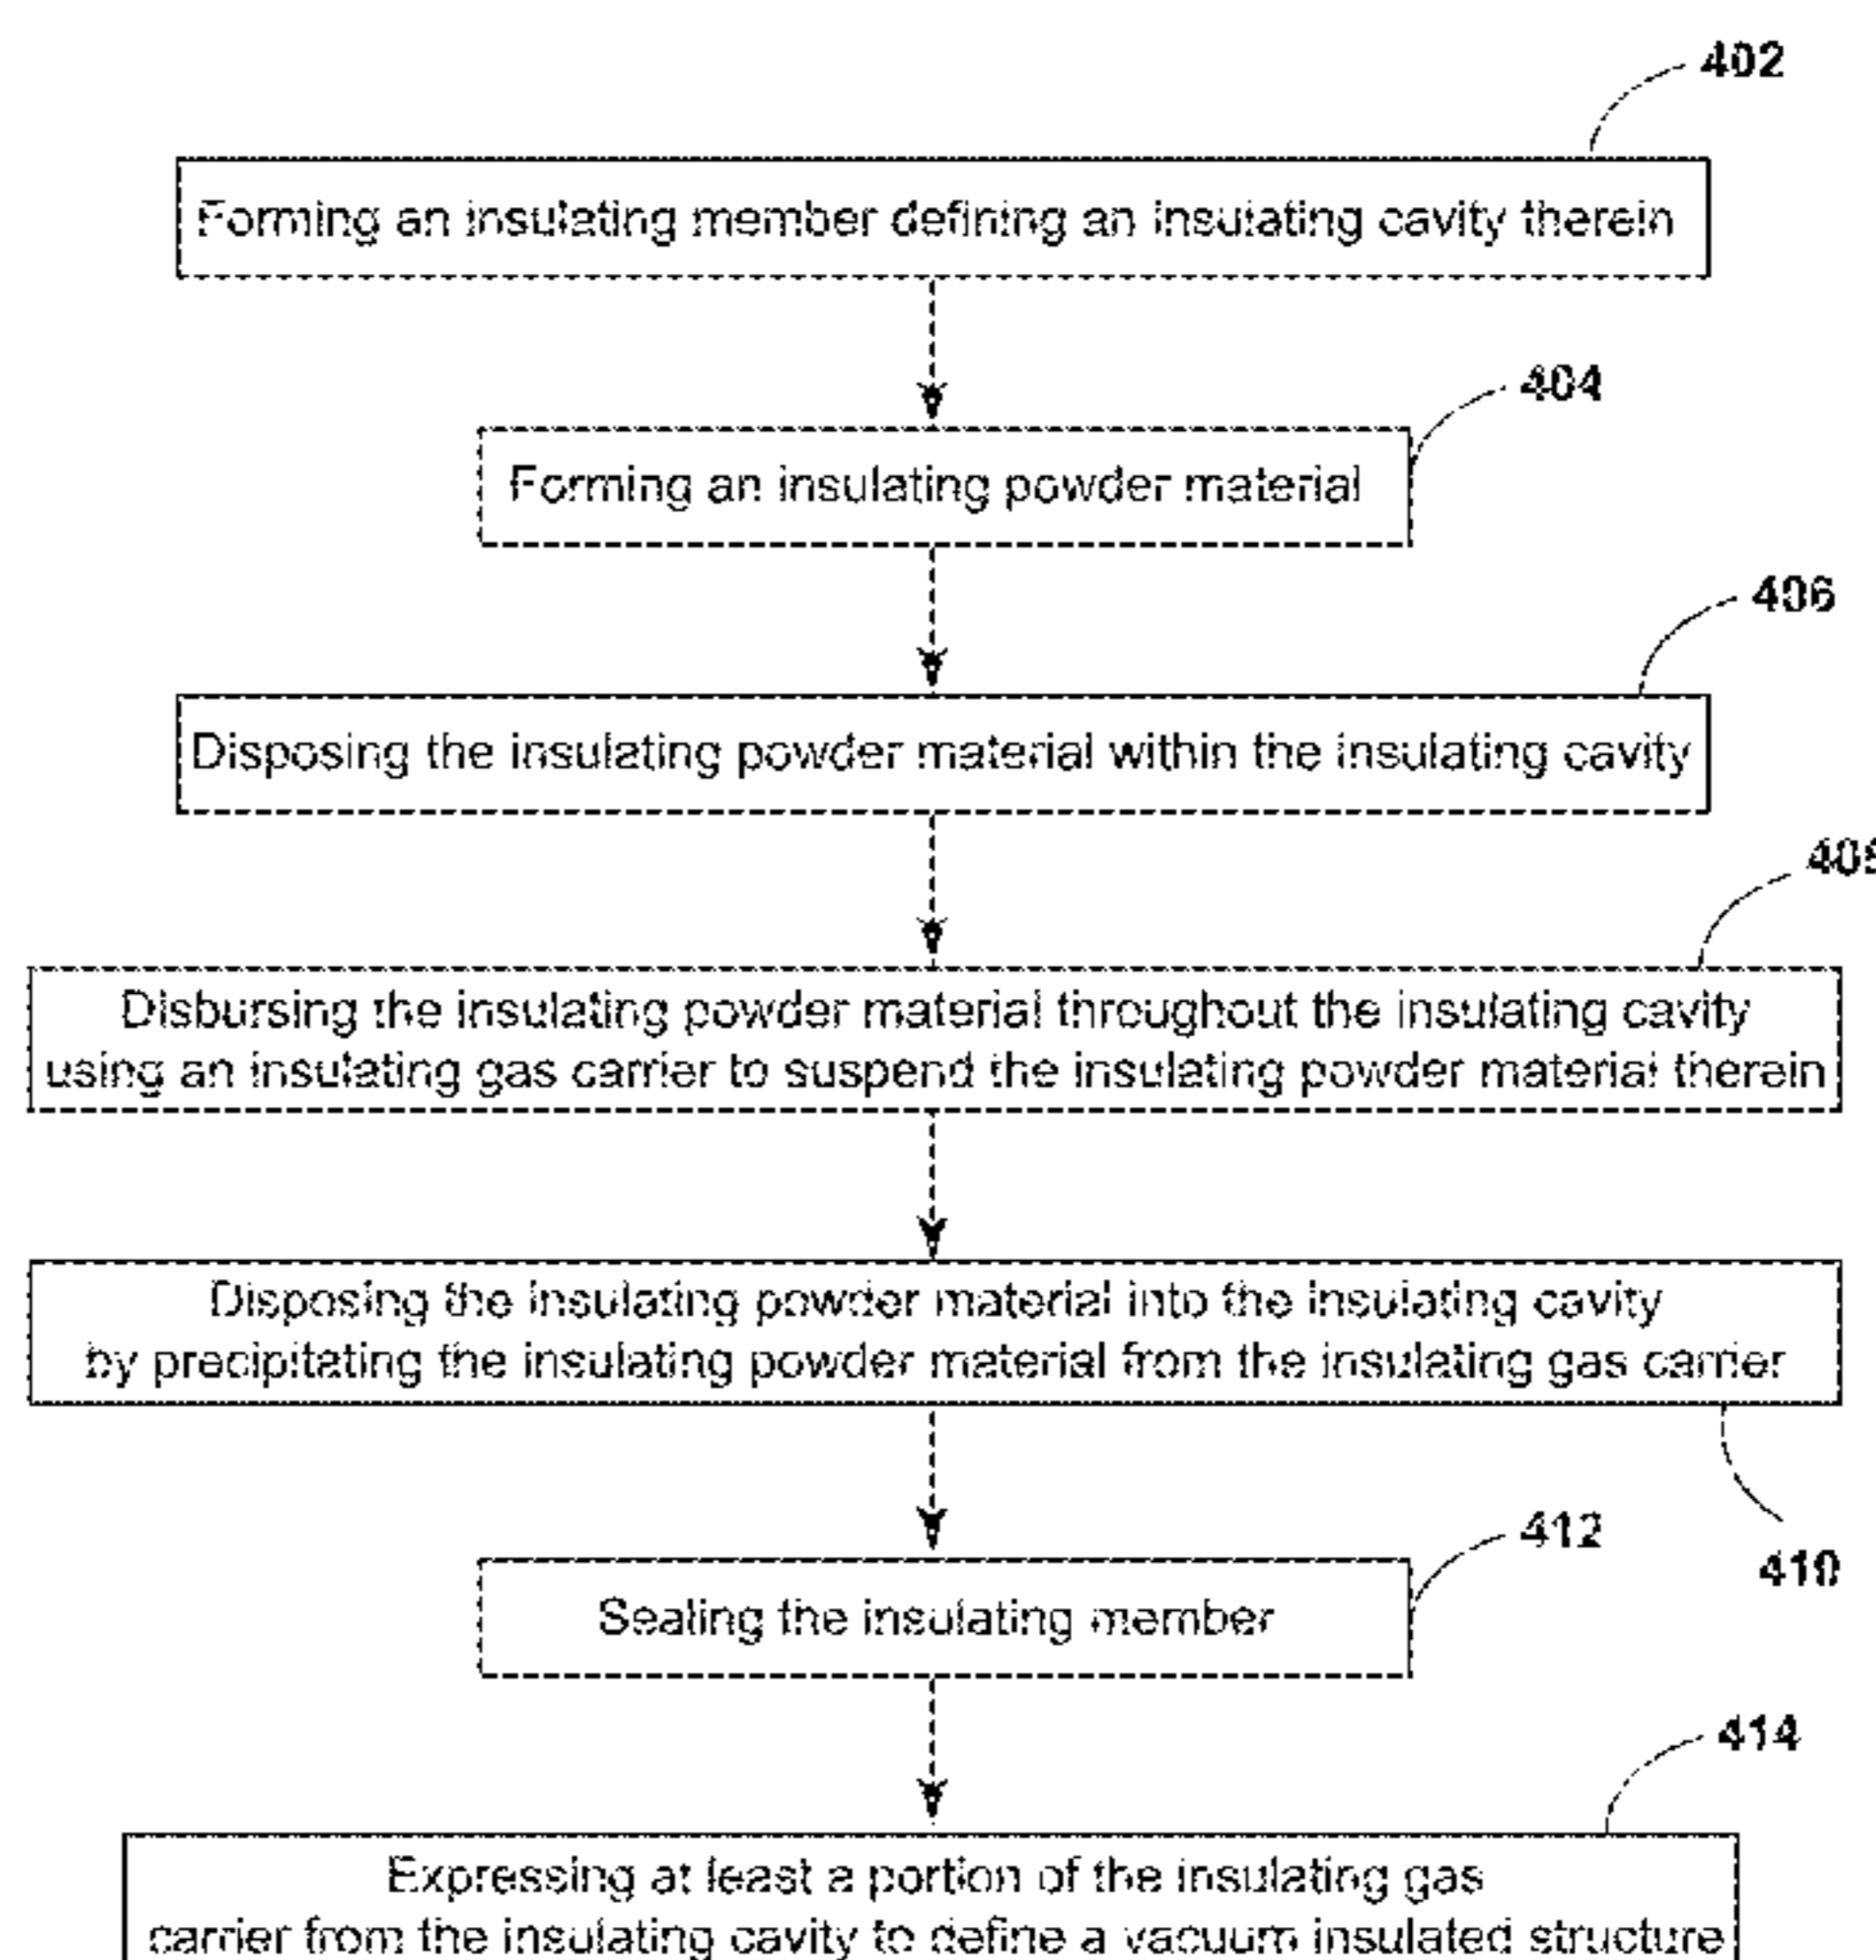 402
Forming an insulating member defining an insulating cavity therein
404
Forming an insulating powder material
406
Disposing the insulating powder material within the insulating cavity
Disbursing the insulating powder material throughout the insulating cavity
using an insulating gas carrier to suspend the insulating powder material therein
Disposing the insulating powder material into the insulating cavity
by precipitating the insulating powder material from the insulating gas carrier
410
412
Sealing the insulating member
414
Expressing at least a portion of the insulating gas
carrier from the insulating cavity to define a vacuum insulated structure